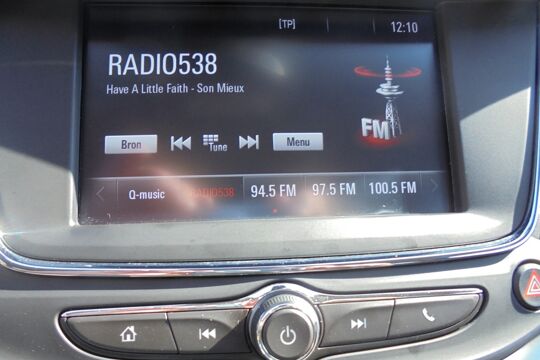 [TP] 12:10
RADIO538
Have A Little Faith - Son Mieux
FM
Bron Tune Menu
Q-music RADIO538 94.5 FM 97.5 FM 100.5 FM